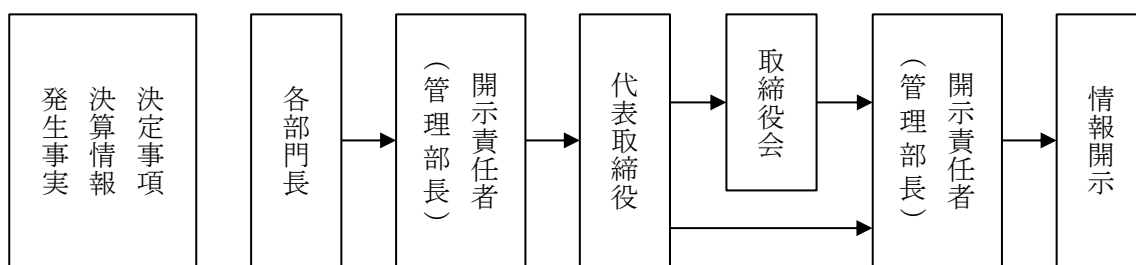 決定事項
決算情報
発生事実
各部門長
開示責任者
（管理部長）
代表取締役
取締役会
開示責任者
（管理部長）
情報開示